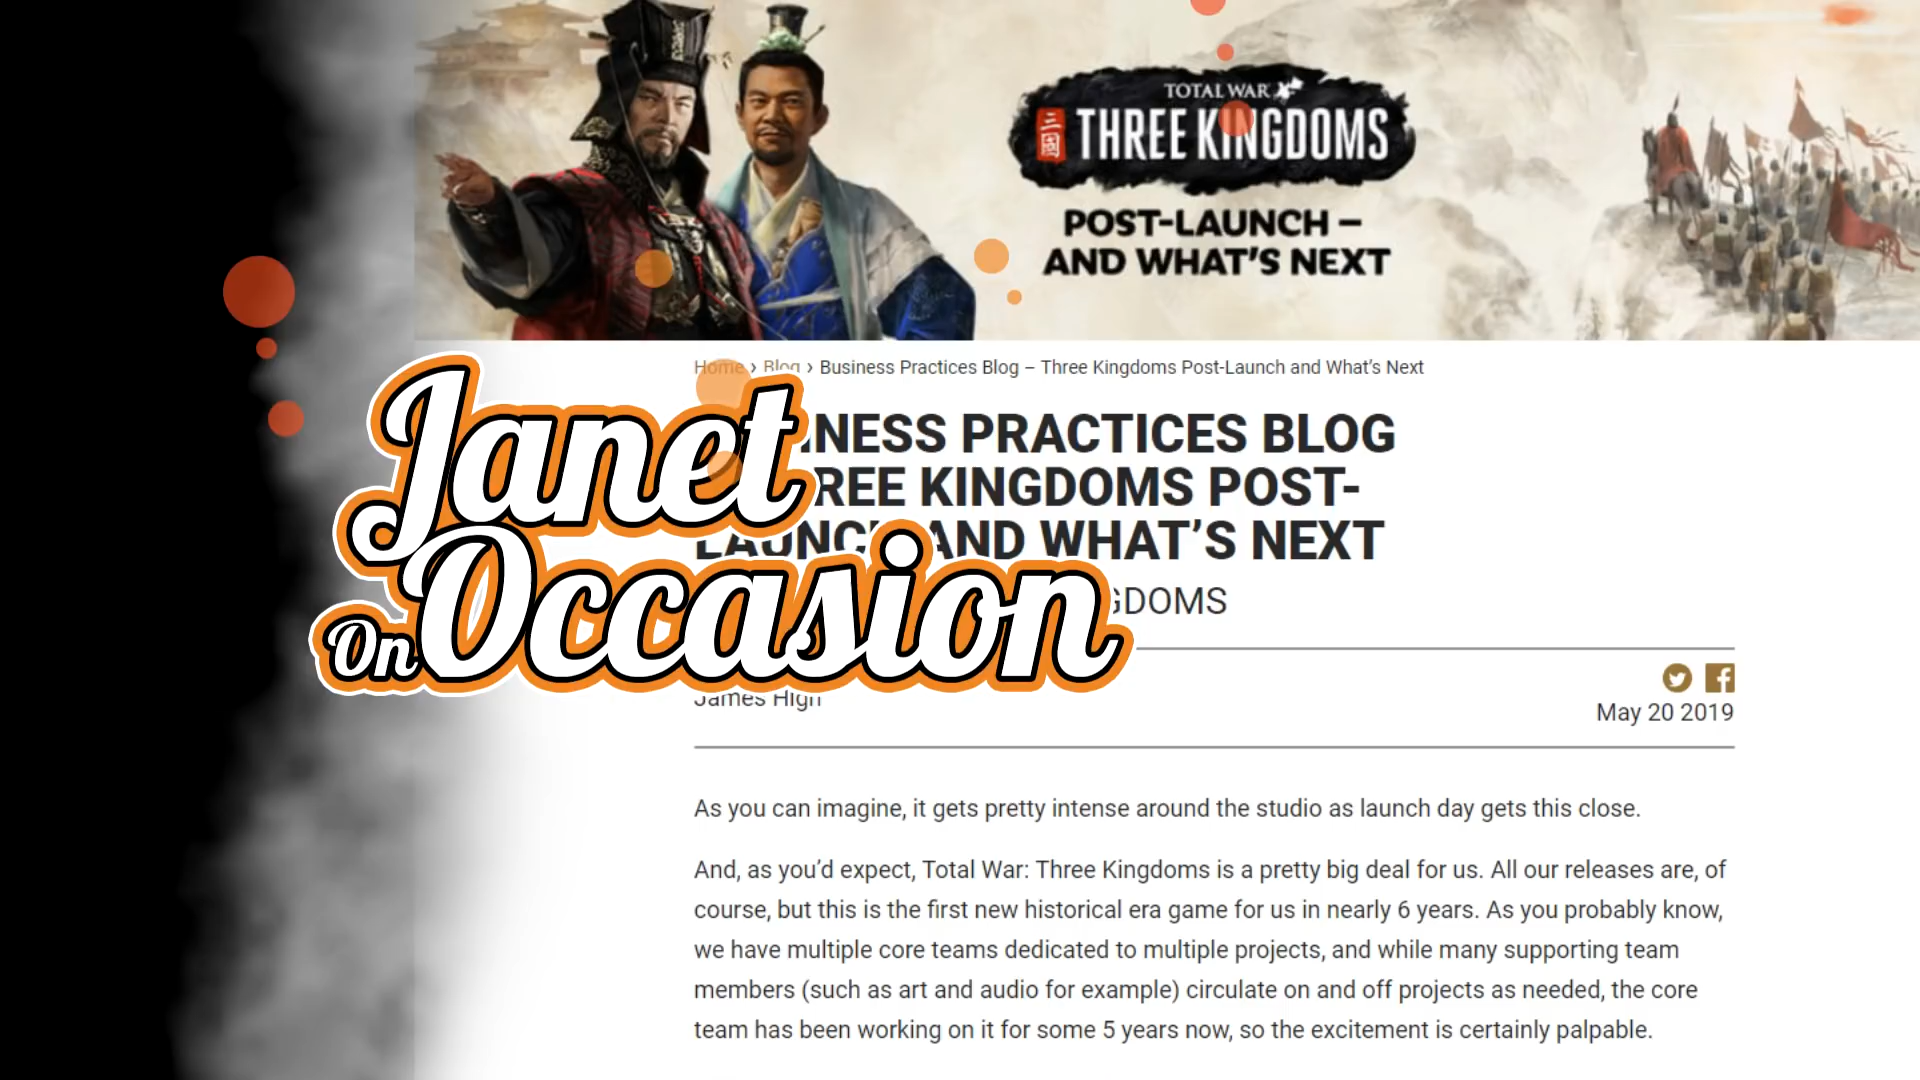 TOTAL WAR
三國 THREE KINGDOMS
POST-LAUNCH –
AND WHAT'S NEXT
Home › Blog › Business Practices Blog – Three Kingdoms Post-Launch and What's Next
INESS PRACTICES BLOG
REE KINGDOMS POST-
LAUNCH AND WHAT'S NEXT
GDOMS
Janet
On Occasion
James High
May 20 2019
As you can imagine, it gets pretty intense around the studio as launch day gets this close.
And, as you'd expect, Total War: Three Kingdoms is a pretty big deal for us. All our releases are, of
course, but this is the first new historical era game for us in nearly 6 years. As you probably know,
we have multiple core teams dedicated to multiple projects, and while many supporting team
members (such as art and audio for example) circulate on and off projects as needed, the core
team has been working on it for some 5 years now, so the excitement is certainly palpable.